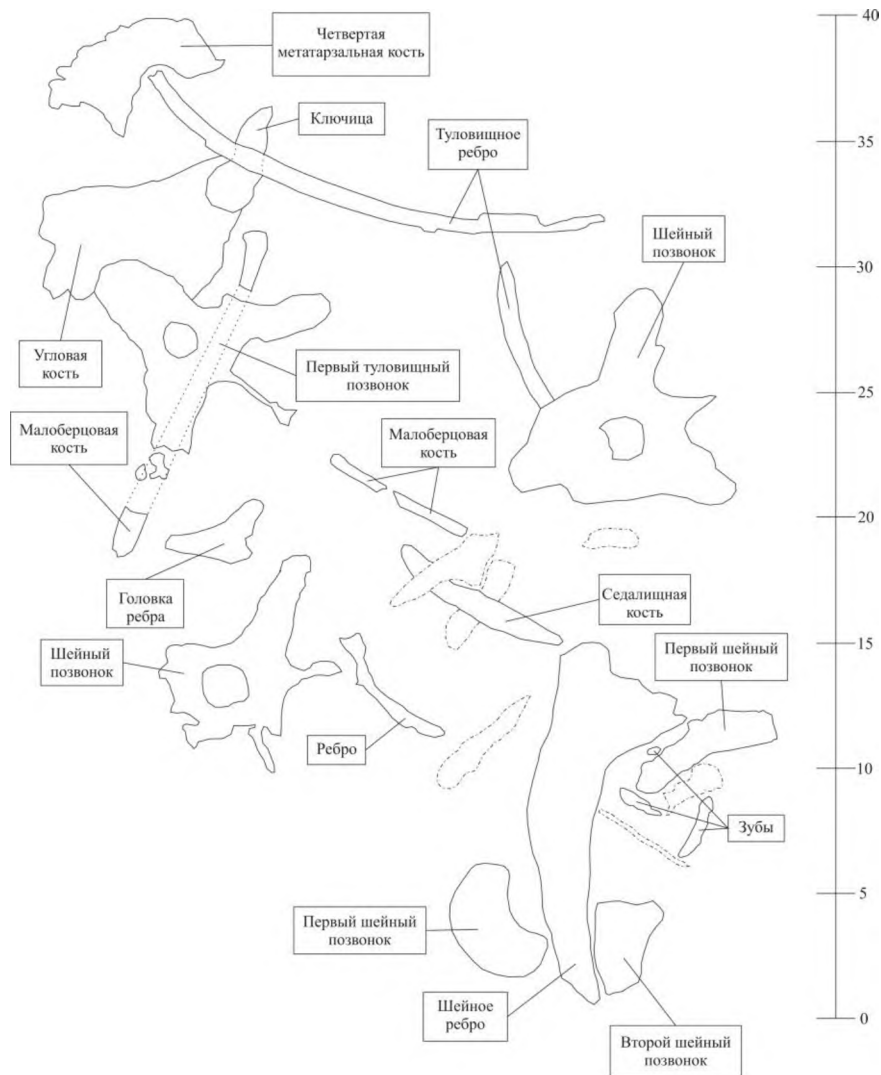 40
Четвертая
метатарзальная кость
Ключица
Туловищное
ребро
35
Шейный
позвонок
30
Угловая
кость
Первый туловищный
позвонок
25
Малоберцовая
кость
Малоберцовая
кость
20
Головка
ребра
Седалищная
кость
15
Шейный
позвонок
Первый шейный
позвонок
Ребро
10
Зубы
5
Первый шейный
позвонок
Шейное
ребро
Второй шейный
позвонок
0